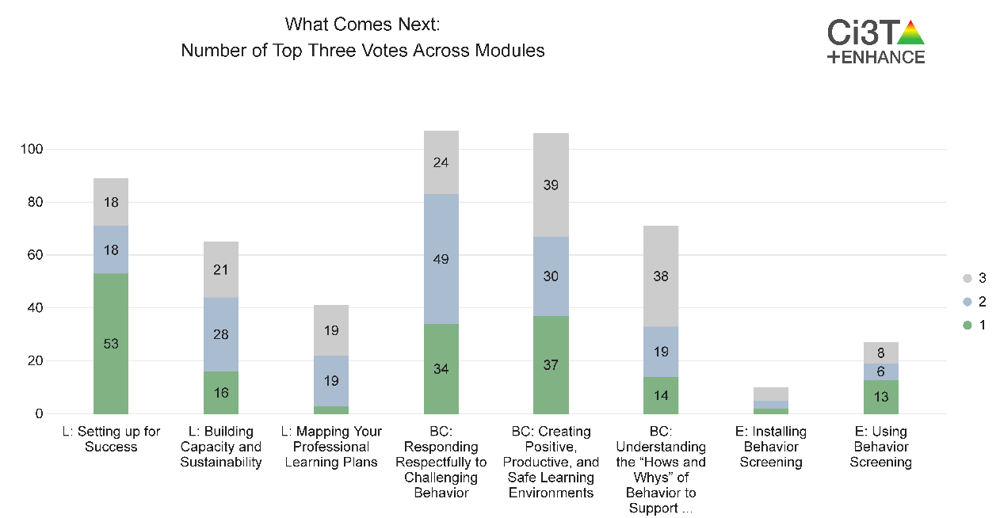 What Comes Next:
Number of Top Three Votes Across Modules
Ci3T
+ENHANCE
100
80
60
40
20
0
18
18
53
21
28
16
19
19
24
49
34
39
30
37
38
19
14
8
6
13
3
2
1
L: Setting up for
Success
L: Building
Capacity and
Sustainability
L: Mapping Your
Professional
Learning Plans
BC:
Responding
Respectfully to
Challenging
Behavior
BC: Creating
Positive,
Productive, and
Safe Learning
Environments
BC:
Understanding
the “Hows and
Whys” of
Behavior to
Support ...
E: Installing
Behavior
Screening
E: Using
Behavior
Screening